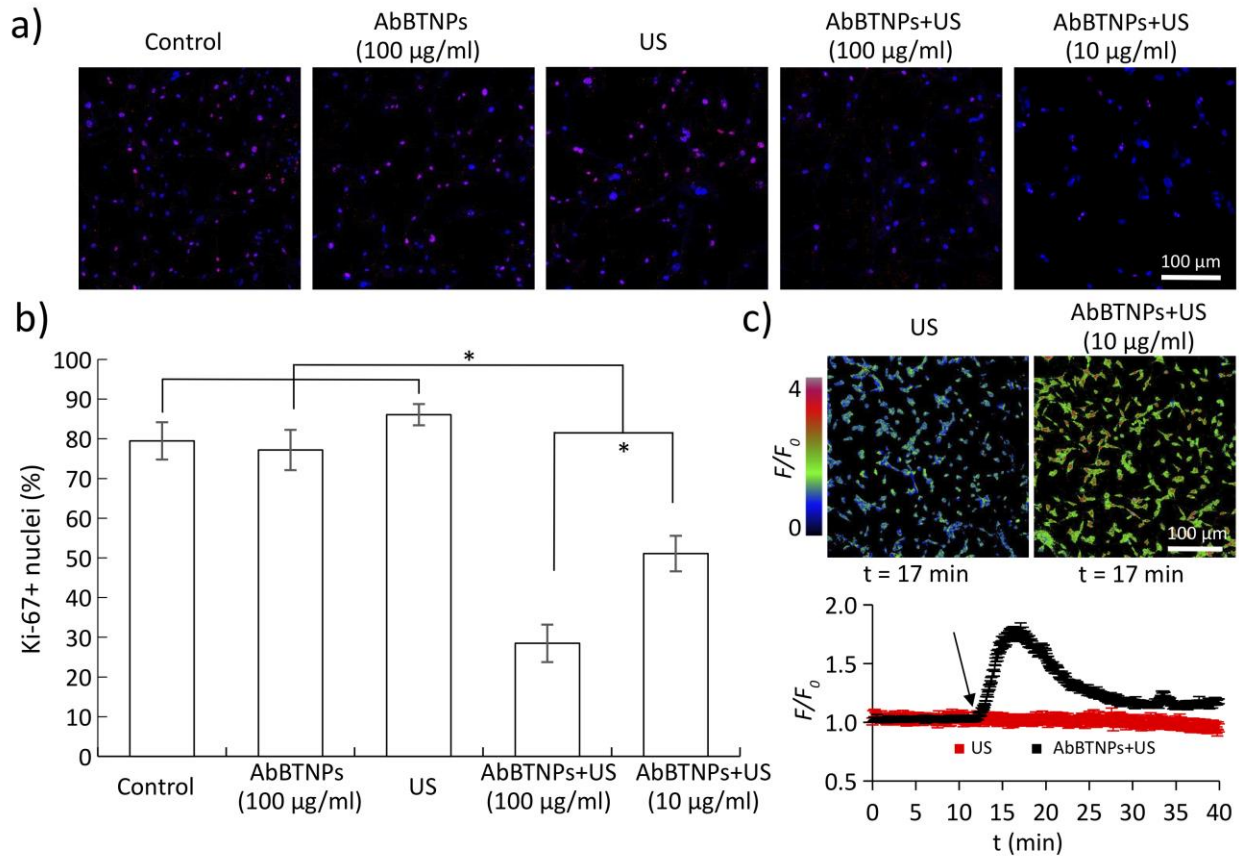 a)
Control
AbBTNPs
(100 µg/ml)
US
AbBTNPs+US
(100 µg/ml)
AbBTNPs+US
(10 µg/ml)
100 µm
b)
Ki-67+ nuclei (%)
100
90
80
70
60
50
40
30
20
10
0
*
*
Control
AbBTNPs
(100 µg/ml)
US
AbBTNPs+US
(100 µg/ml)
AbBTNPs+US
(10 µg/ml)
c)
US
AbBTNPs+US
(10 µg/ml)
F/F0
4
0
100 µm
t = 17 min
t = 17 min
F/F0
2.0
1.5
1.0
0.5
US
AbBTNPs+US
0 5 10 15 20 25 30 35 40
t (min)